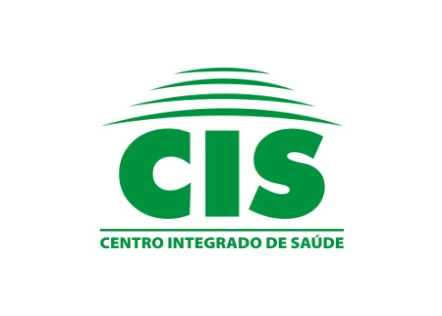 CIS
CENTRO INTEGRADO DE SAÚDE